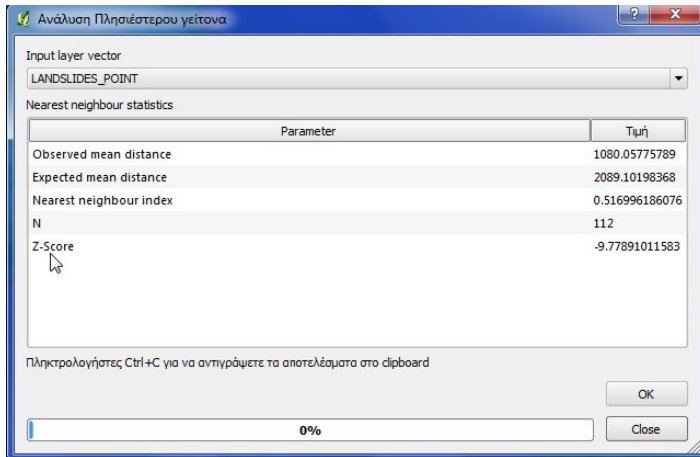 Ανάλυση Πλησιέστερου γείτονα
Input layer vector
LANDSLIDES_POINT
Nearest neighbour statistics
Parameter Τιμή
Observed mean distance 1080.05775789
Expected mean distance 2089.10198368
Nearest neighbour index 0.516996186076
N 112
Z-Score -9.77891011583
Πληκτρολογήστες Ctrl+C για να αντιγράψετε τα αποτελέσματα στο clipboard
OK
0% Close